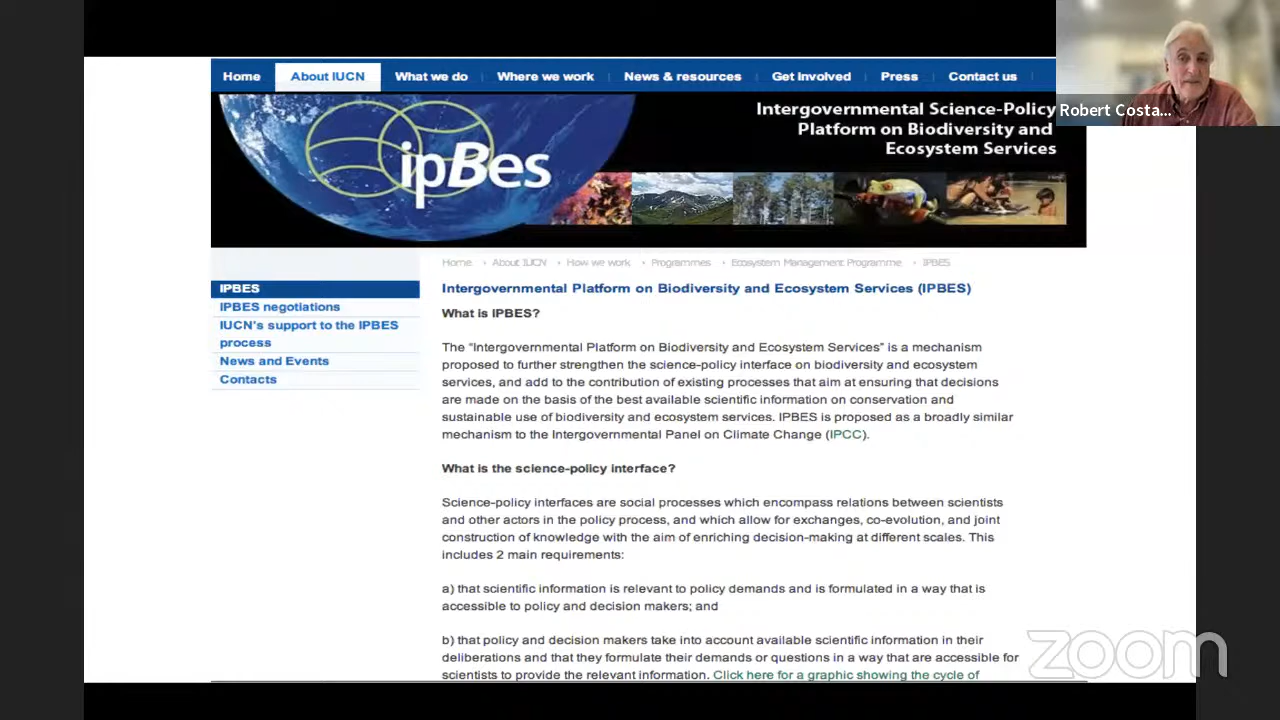 Home About IUCN What we do Where we work News & resources Get Involved Press Contact us
Intergovernmental Science-Policy
Platform on Biodiversity and
Ecosystem Services
ipBes
Robert Costa...
Home About IUCN How we work Programmes Ecosystem Management Programme IPBES
IPBES
IPBES negotiations
IUCN's support to the IPBES
process
News and Events
Contacts
Intergovernmental Platform on Biodiversity and Ecosystem Services (IPBES)
What is IPBES?
The “Intergovernmental Platform on Biodiversity and Ecosystem Services” is a mechanism
proposed to further strengthen the science-policy interface on biodiversity and ecosystem
services, and add to the contribution of existing processes that aim at ensuring that decisions
are made on the basis of the best available scientific information on conservation and
sustainable use of biodiversity and ecosystem services. IPBES is proposed as a broadly similar
mechanism to the Intergovernmental Panel on Climate Change (IPCC).
What is the science-policy interface?
Science-policy interfaces are social processes which encompass relations between scientists
and other actors in the policy process, and which allow for exchanges, co-evolution, and joint
construction of knowledge with the aim of enriching decision-making at different scales. This
includes 2 main requirements:
a) that scientific information is relevant to policy demands and is formulated in a way that is
accessible to policy and decision makers; and
b) that policy and decision makers take into account available scientific information in their
deliberations and that they formulate their demands or questions in a way that are accessible for
scientists to provide the relevant information. Click here for a graphic showing the cycle of
zoom